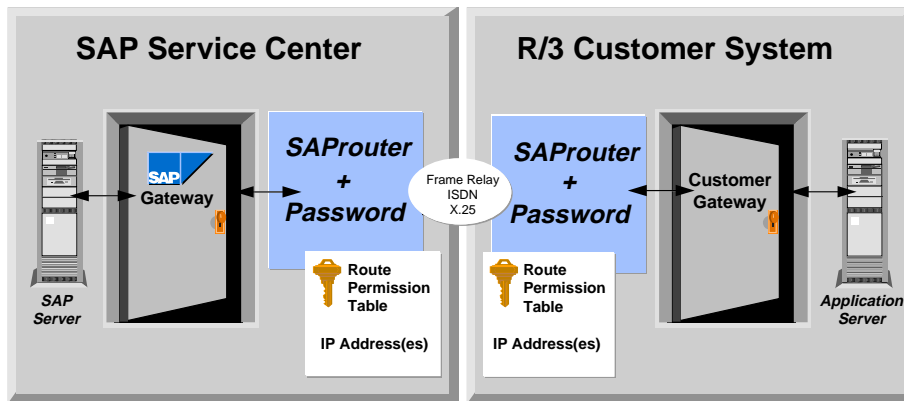 SAP Service Center
SAProuter
+
Password
SAP
Gateway
SAP
Server
Route
Permission
Table
IP Address(es)
Frame Relay
ISDN
X.25
R/3 Customer System
SAProuter
+
Password
Customer
Gateway
Route
Permission
Table
IP Address(es)
Application
Server